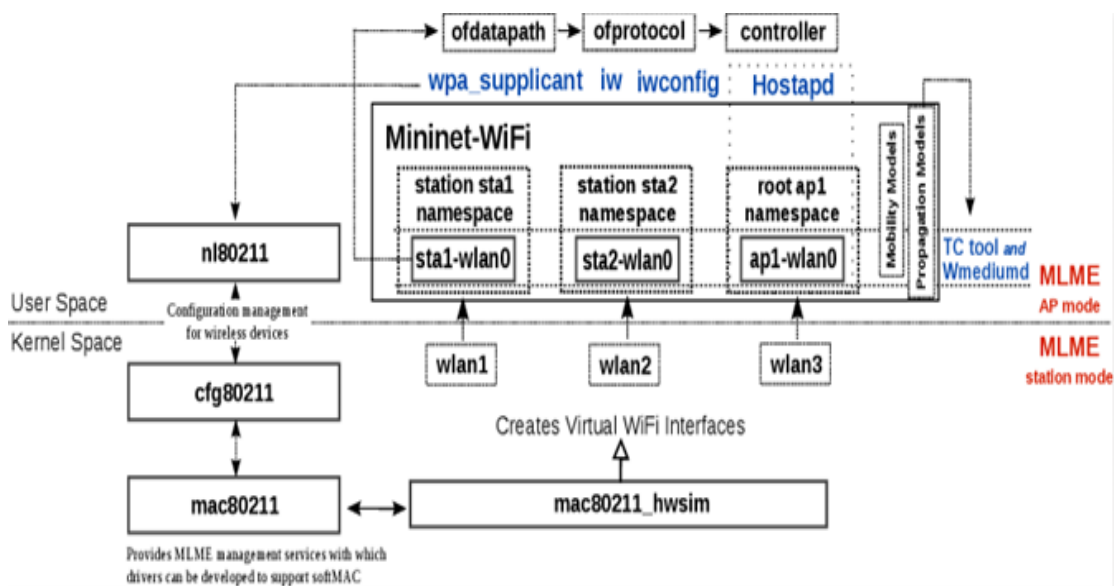 ofdatapath
ofprotocol
controller
wpa_supplicant iw iwconfig
Hostapd
Mininet-WiFi
station sta1
namespace
sta1-wlan0
station sta2
namespace
sta2-wlan0
root ap1
namespace
ap1-wlan0
Mobility Models
Propagation Models
TC tool and
Wmediumd
MLME
AP mode
nl80211
User Space
Configuration management
for wireless devices
Kernel Space
wlan1
wlan2
wlan3
MLME
station mode
cfg80211
Creates Virtual WiFi Interfaces
mac80211
mac80211_hwsim
Provides MLME management services with which
drivers can be developed to support softMAC